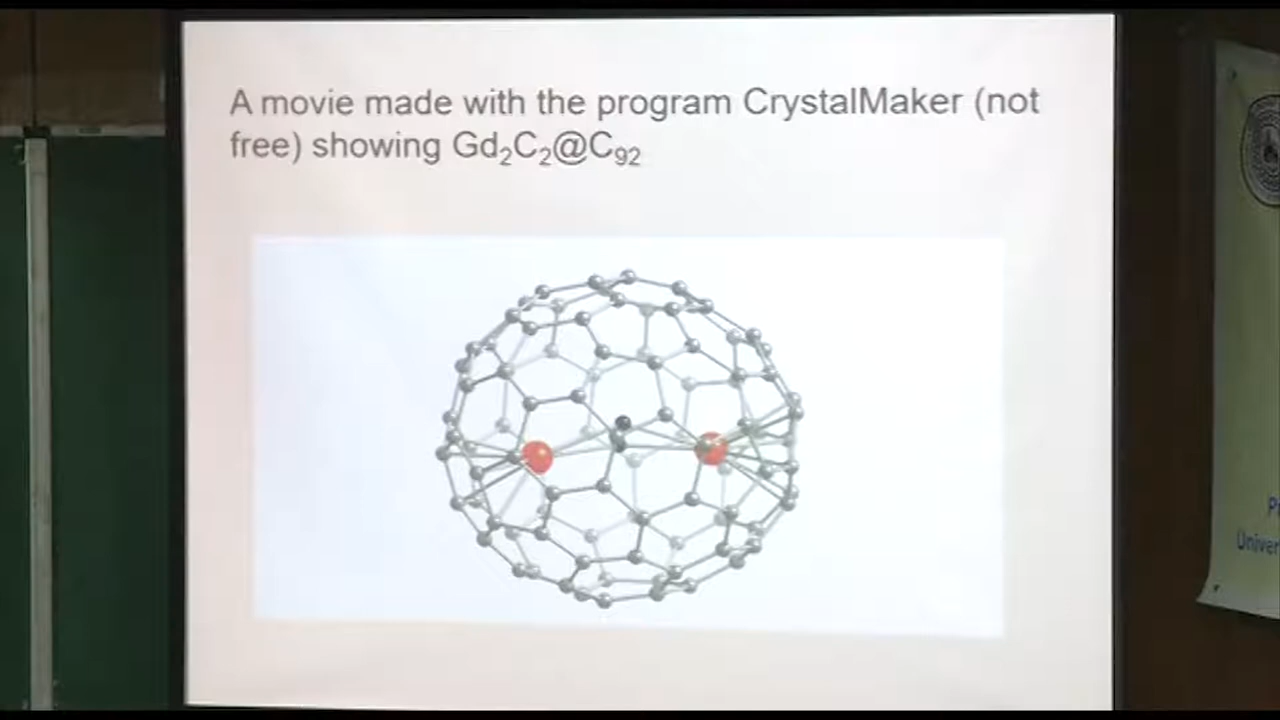 A movie made with the program CrystalMaker (not
free) showing Gd₂C₂@C₉₂